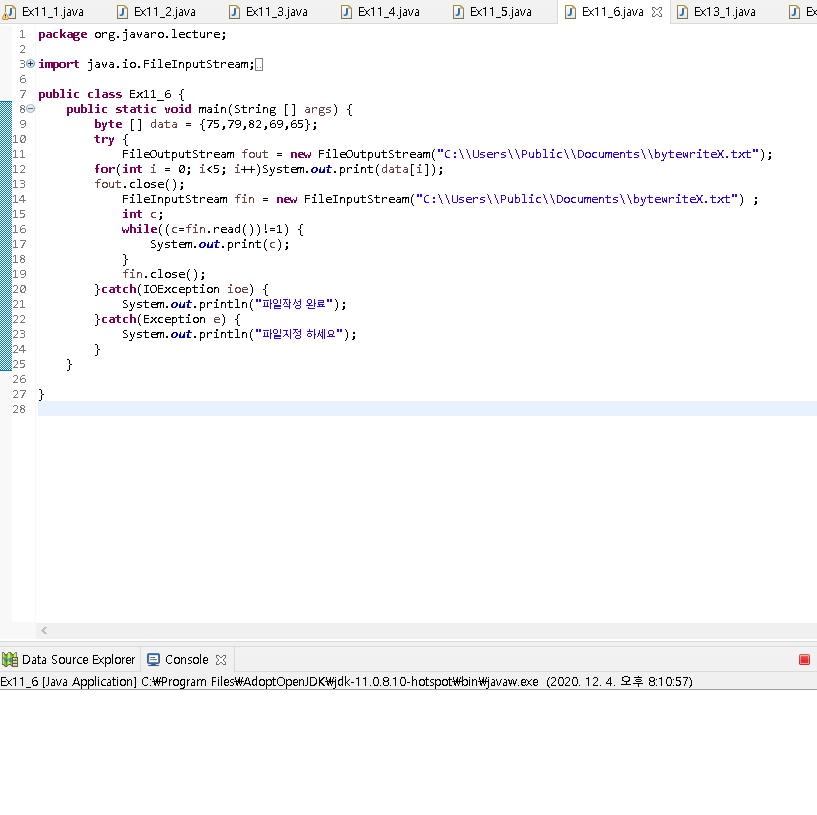 Ex11_1.java Ex11_2.java Ex11_3.java Ex11_4.java Ex11_5.java Ex11_6.java Ex13_1.java Ex
1 package org.javaro.lecture;
2
3 import java.io.FileInputStream;
6
7 public class Ex11_6 {
8 public static void main(String [] args) {
9 byte [] data = {75,79,82,69,65};
10 try {
11 FileOutputStream fout = new FileOutputStream("C:\\Users\\Public\\Documents\\bytewriteX.txt");
12 for(int i = 0; i<5; i++)System.out.print(data[i]);
13 fout.close();
14 FileInputStream fin = new FileInputStream("C:\\Users\\Public\\Documents\\bytewriteX.txt") ;
15 int c;
16 while((c=fin.read())!=1) {
17 System.out.print(c);
18 }
19 fin.close();
20 }catch(IOException ioe) {
21 System.out.println("파일작성 완료");
22 }catch(Exception e) {
23 System.out.println("파일지정 하세요");
24 }
25 }
26
27 }
28
Data Source Explorer Console
Ex11_6 [Java Application] C:₩Program Files₩AdoptOpenJDK₩jdk-11.0.8.10-hotspot₩bin₩javaw.exe (2020. 12. 4. 오후 8:10:57)